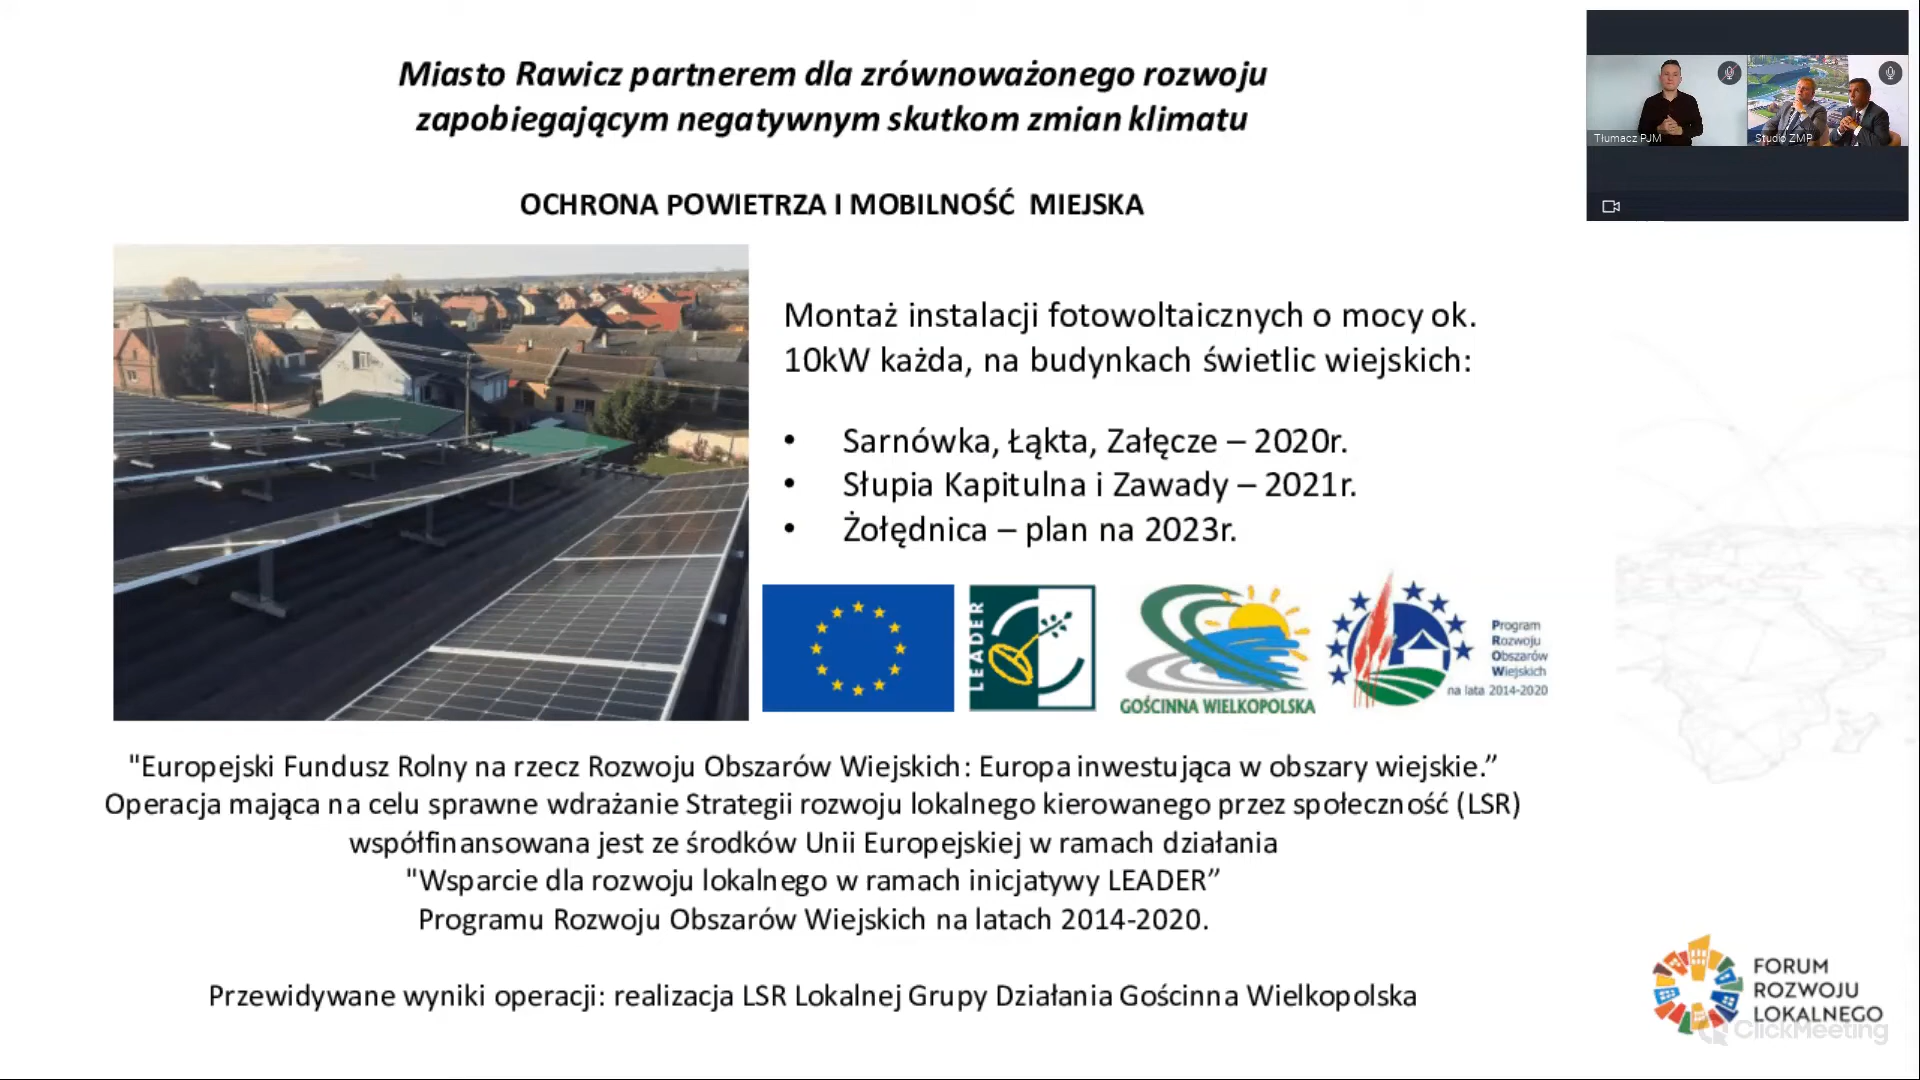 Miasto Rawicz partnerem dla zrównoważonego rozwoju
zapobiegającym negatywnym skutkom zmian klimatu
OCHRONA POWIETRZA I MOBILNOŚĆ MIEJSKA
Tłumacz PJM
Studio ZMP
Montaż instalacji fotowoltaicznych o mocy ok.
10kW każda, na budynkach świetlic wiejskich:
• Sarnówka, Łąkta, Załęcze – 2020r.
• Słupia Kapitulna i Zawady – 2021r.
• Żołędnica – plan na 2023r.
LEADER
GOŚCINNA WIELKOPOLSKA
Program
Rozwoju
Obszarów
Wiejskich
na lata 2014-2020
"Europejski Fundusz Rolny na rzecz Rozwoju Obszarów Wiejskich: Europa inwestująca w obszary wiejskie.”
Operacja mająca na celu sprawne wdrażanie Strategii rozwoju lokalnego kierowanego przez społeczność (LSR)
współfinansowana jest ze środków Unii Europejskiej w ramach działania
"Wsparcie dla rozwoju lokalnego w ramach inicjatywy LEADER”
Programu Rozwoju Obszarów Wiejskich na latach 2014-2020.
Przewidywane wyniki operacji: realizacja LSR Lokalnej Grupy Działania Gościnna Wielkopolska
FORUM
ROZWOJU
LOKALNEGO
ClickMeeting